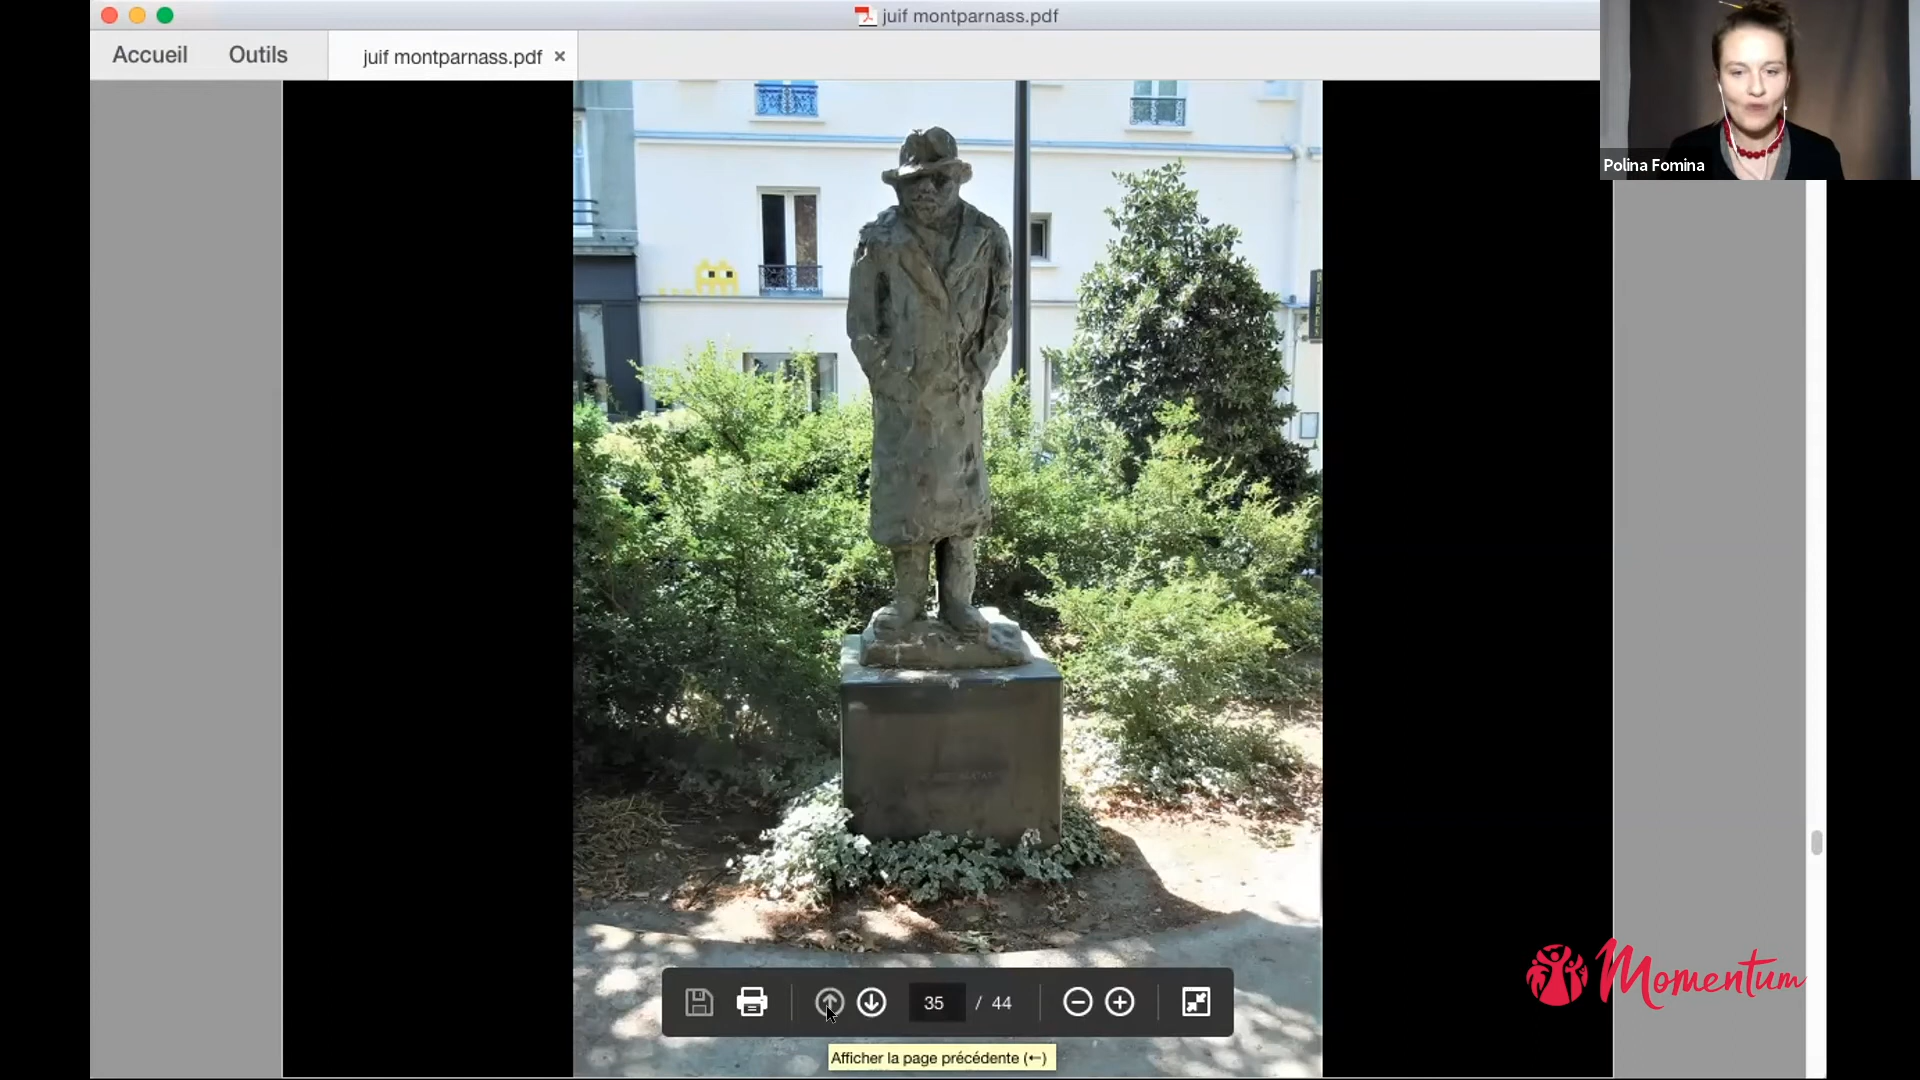 juif montparnass.pdf
Accueil
Outils
juif montparnass.pdf ×
Polina Fomina
Momentum
35 / 44
Afficher la page précédente (←)